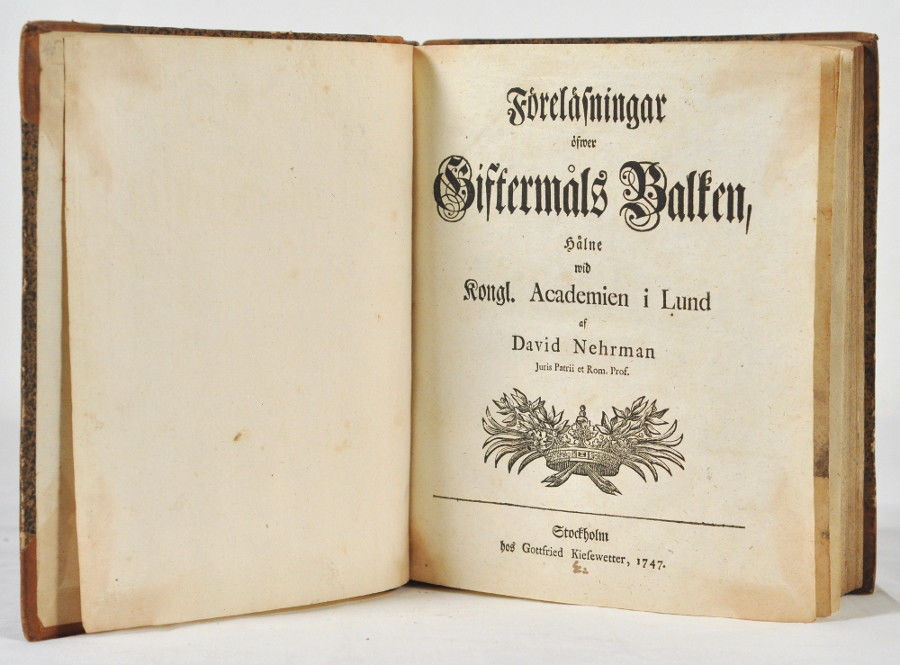 Föreläſningar
öfwer
Giftermåls Balken,
Hålne
wid
Kongl. Academien i Lund
af
David Nehrman
Juris Patrii et Rom. Prof.
Stockholm
hos Gottfried Kieſewetter, 1747.